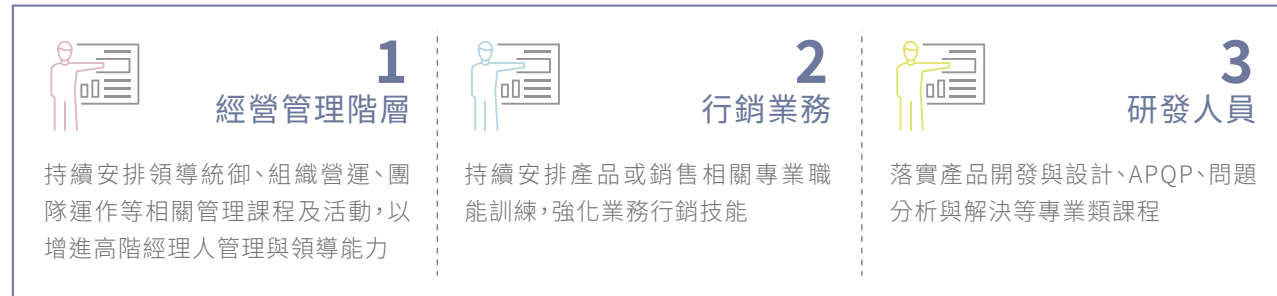 1
經營管理階層
持續安排領導統御、組織營運、團
隊運作等相關管理課程及活動，以
增進高階經理人管理與領導能力
2
行銷業務
持續安排產品或銷售相關專業職
能訓練，強化業務行銷技能
3
研發人員
落實產品開發與設計、APQP、問題
分析與解決等專業類課程